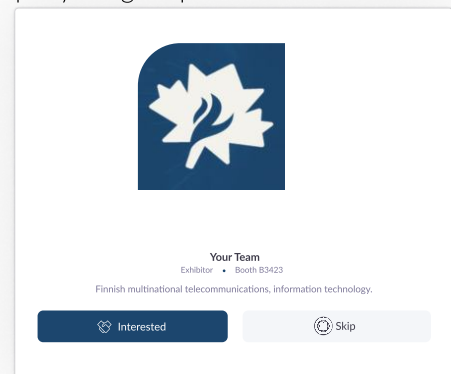 Your Team
Exhibitor • Booth B3423
Finnish multinational telecommunications, information technology.
Interested
Skip